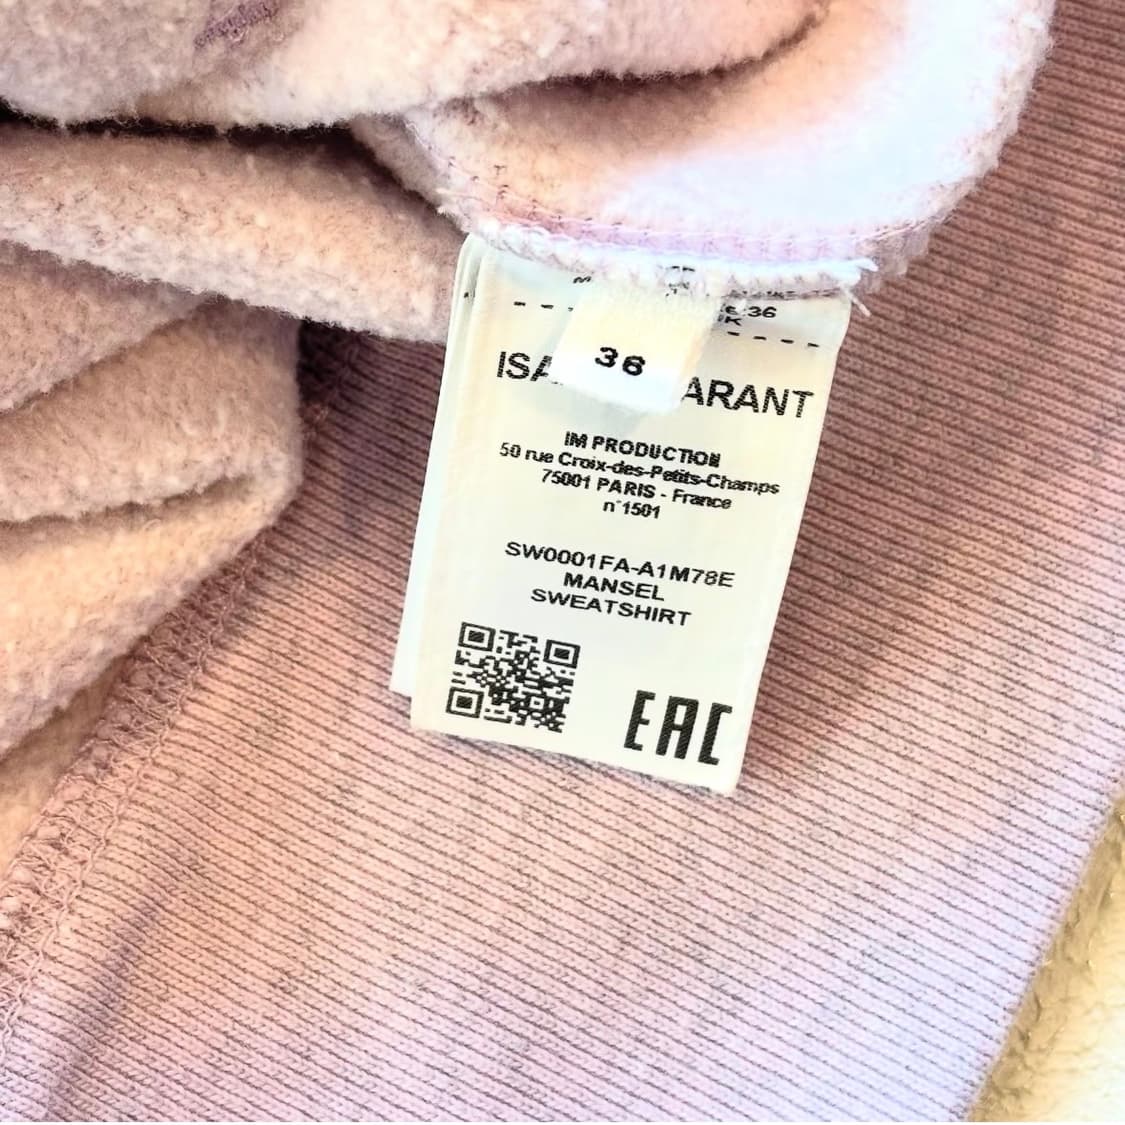 36
36
ISA ARANT
IM PRODUCTION
50 rue Croix-des-Petits-Champs
75001 PARIS - France
n°1501
SW0001FA-A1M78E
MANSEL
SWEATSHIRT
EAC